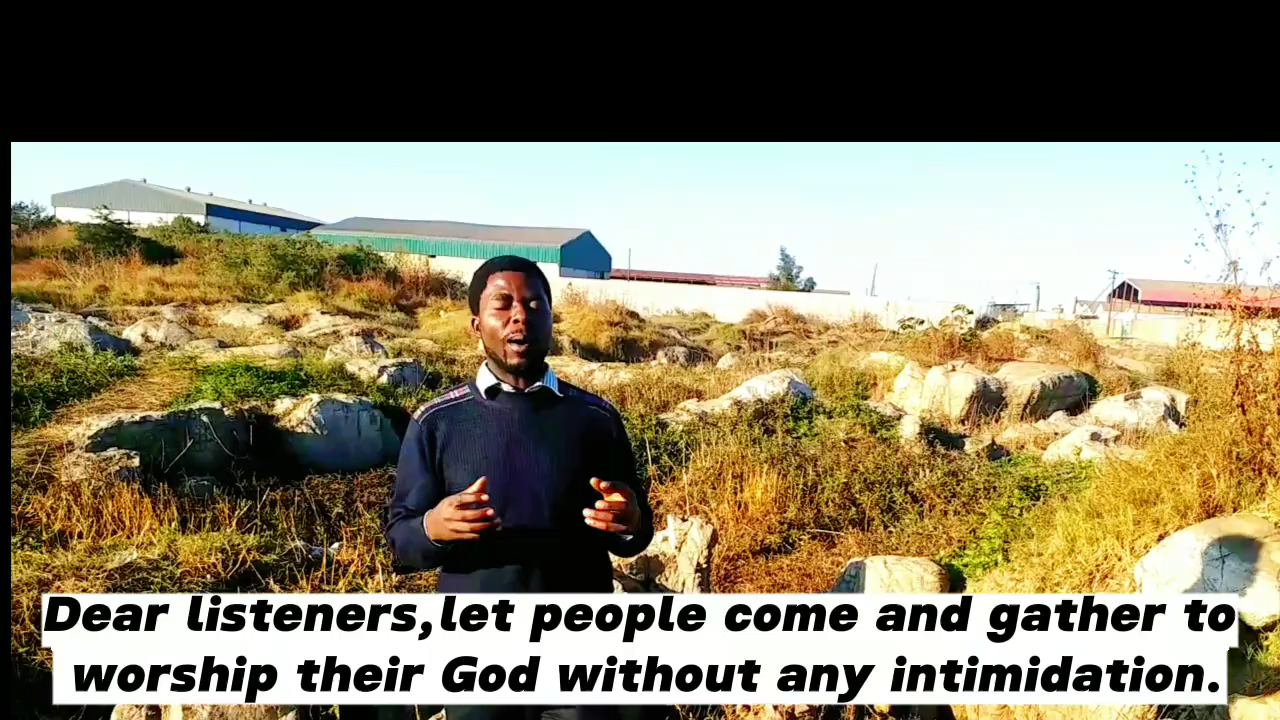 Dear listeners,let people come and gather to
worship their God without any intimidation.